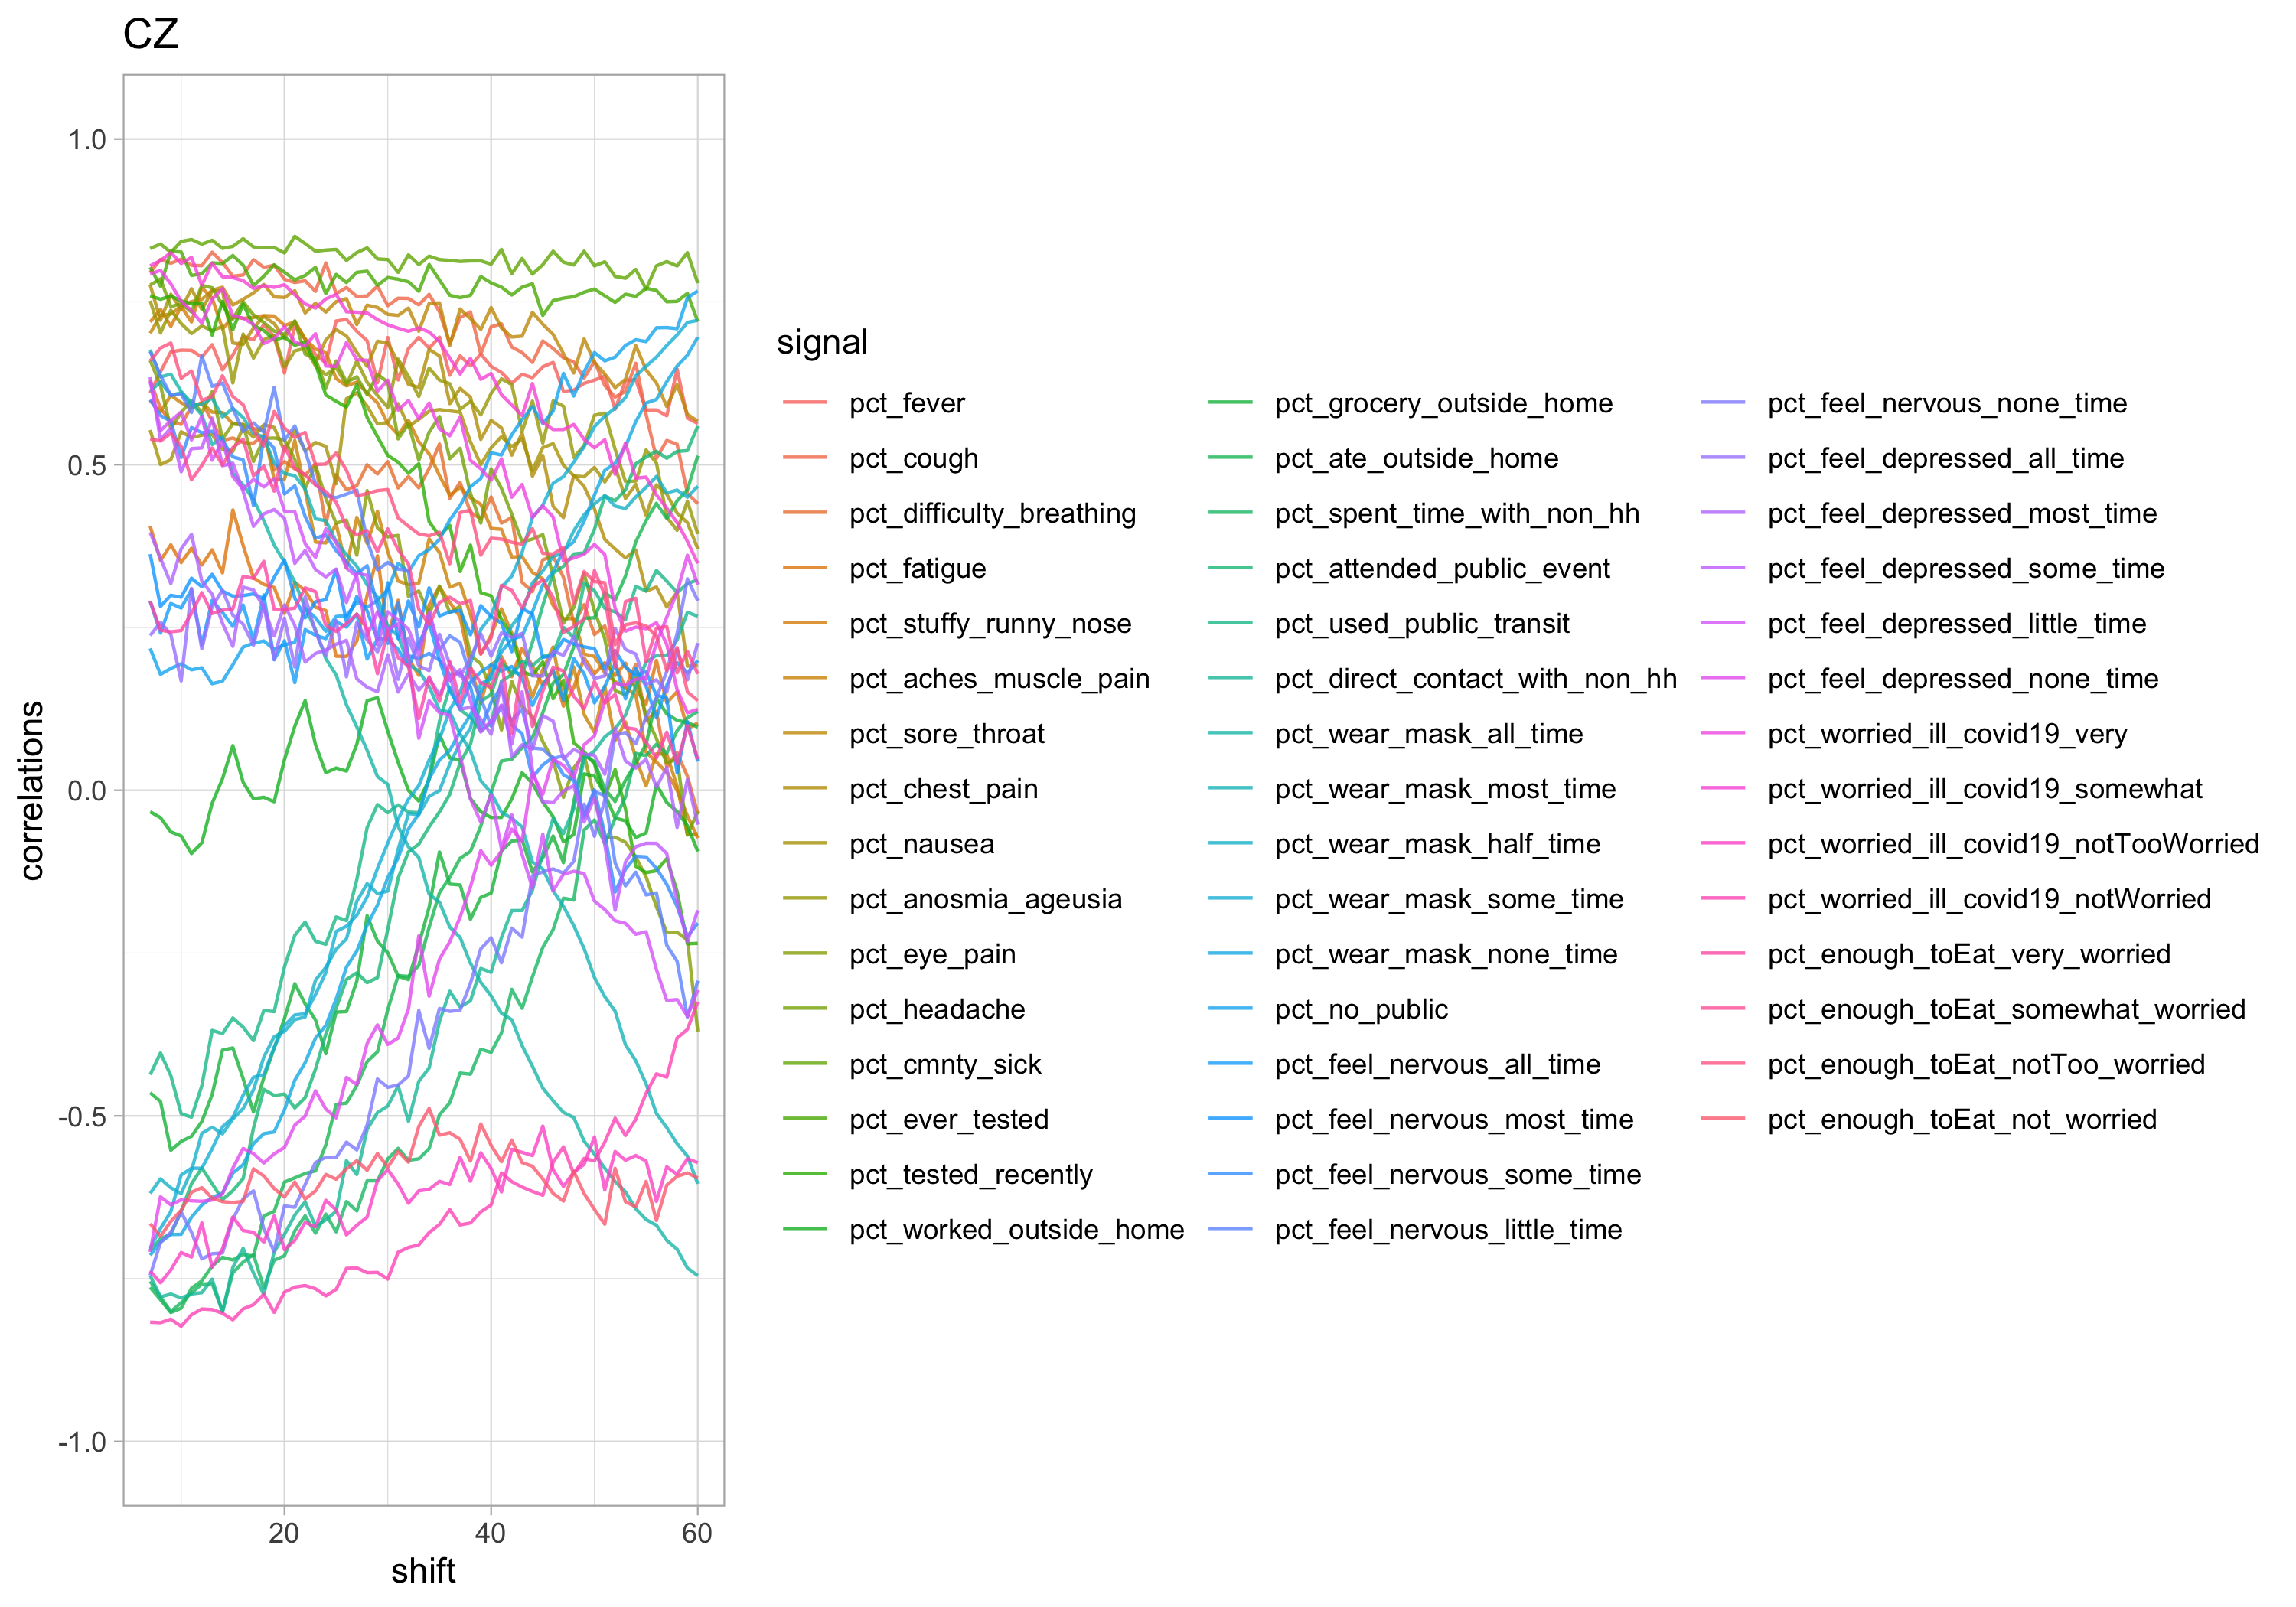 CZ
correlations
1.0
0.5
0.0
-0.5
-1.0
20
40
60
shift
signal
pct_fever
pct_cough
pct_difficulty_breathing
pct_fatigue
pct_stuffy_runny_nose
pct_aches_muscle_pain
pct_sore_throat
pct_chest_pain
pct_nausea
pct_anosmia_ageusia
pct_eye_pain
pct_headache
pct_cmnty_sick
pct_ever_tested
pct_tested_recently
pct_worked_outside_home
pct_grocery_outside_home
pct_ate_outside_home
pct_spent_time_with_non_hh
pct_attended_public_event
pct_used_public_transit
pct_direct_contact_with_non_hh
pct_wear_mask_all_time
pct_wear_mask_most_time
pct_wear_mask_half_time
pct_wear_mask_some_time
pct_wear_mask_none_time
pct_no_public
pct_feel_nervous_all_time
pct_feel_nervous_most_time
pct_feel_nervous_some_time
pct_feel_nervous_little_time
pct_feel_nervous_none_time
pct_feel_depressed_all_time
pct_feel_depressed_most_time
pct_feel_depressed_some_time
pct_feel_depressed_little_time
pct_feel_depressed_none_time
pct_worried_ill_covid19_very
pct_worried_ill_covid19_somewhat
pct_worried_ill_covid19_notTooWorried
pct_worried_ill_covid19_notWorried
pct_enough_toEat_very_worried
pct_enough_toEat_somewhat_worried
pct_enough_toEat_notToo_worried
pct_enough_toEat_not_worried